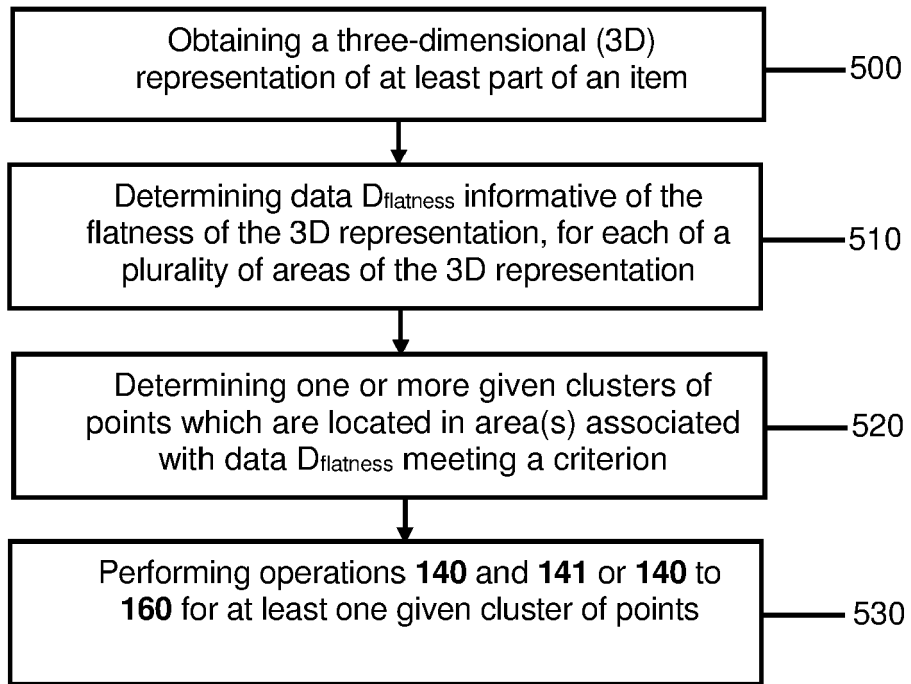 Obtaining a three-dimensional (3D)
representation of at least part of an item
500
Determining data Dflatness informative of the
flatness of the 3D representation, for each of a
plurality of areas of the 3D representation
510
Determining one or more given clusters of
points which are located in area(s) associated
with data Dflatness meeting a criterion
520
Performing operations 140 and 141 or 140 to
160 for at least one given cluster of points
530